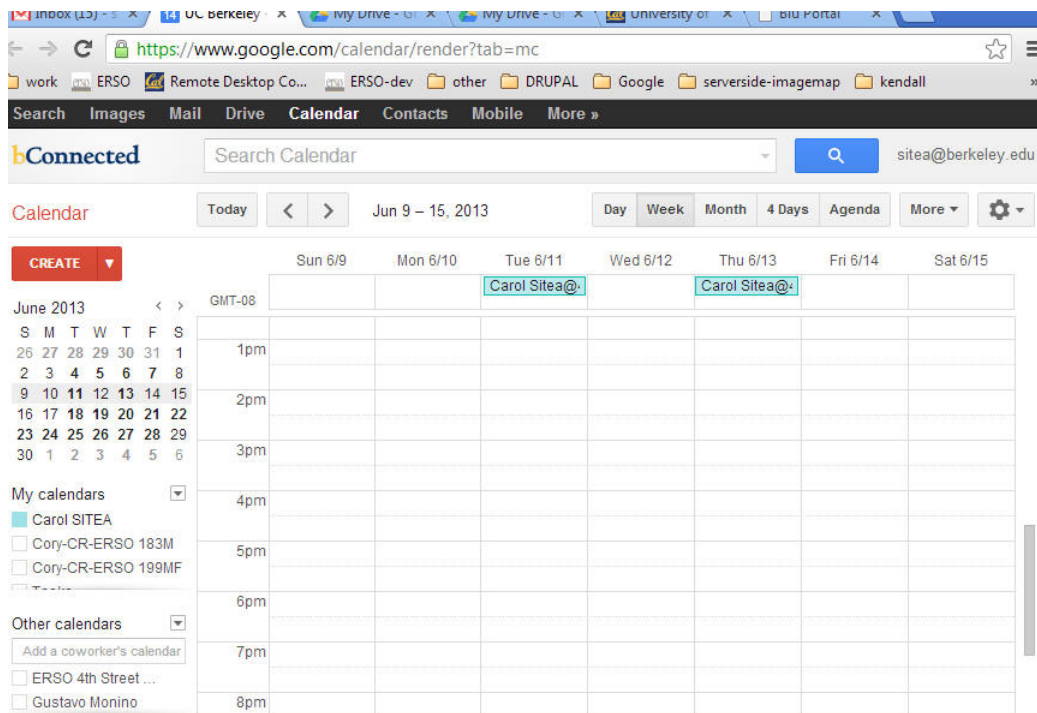 Inbox (15) - s x 14 UC Berkeley - x My Drive - G x My Drive - G x University of x Blu Portal x
https://www.google.com/calendar/render?tab=mc
work ERSO Cal Remote Desktop Co... ERSO-dev other DRUPAL Google serverside-imagemap kendall »
Search Images Mail Drive Calendar Contacts Mobile More »
bConnected Search Calendar sitea@berkeley.edu
Calendar Today < > Jun 9 – 15, 2013 Day Week Month 4 Days Agenda More
CREATE
Sun 6/9 Mon 6/10 Tue 6/11 Wed 6/12 Thu 6/13 Fri 6/14 Sat 6/15
Carol Sitea@ Carol Sitea@
GMT-08
June 2013 < >
S M T W T F S
26 27 28 29 30 31 1
2 3 4 5 6 7 8
9 10 11 12 13 14 15
16 17 18 19 20 21 22
23 24 25 26 27 28 29
30 1 2 3 4 5 6
My calendars
Carol SITEA
Cory-CR-ERSO 183M
Cory-CR-ERSO 199MF
Other calendars
Add a coworker's calendar
ERSO 4th Street ...
Gustavo Monino
1pm
2pm
3pm
4pm
5pm
6pm
7pm
8pm